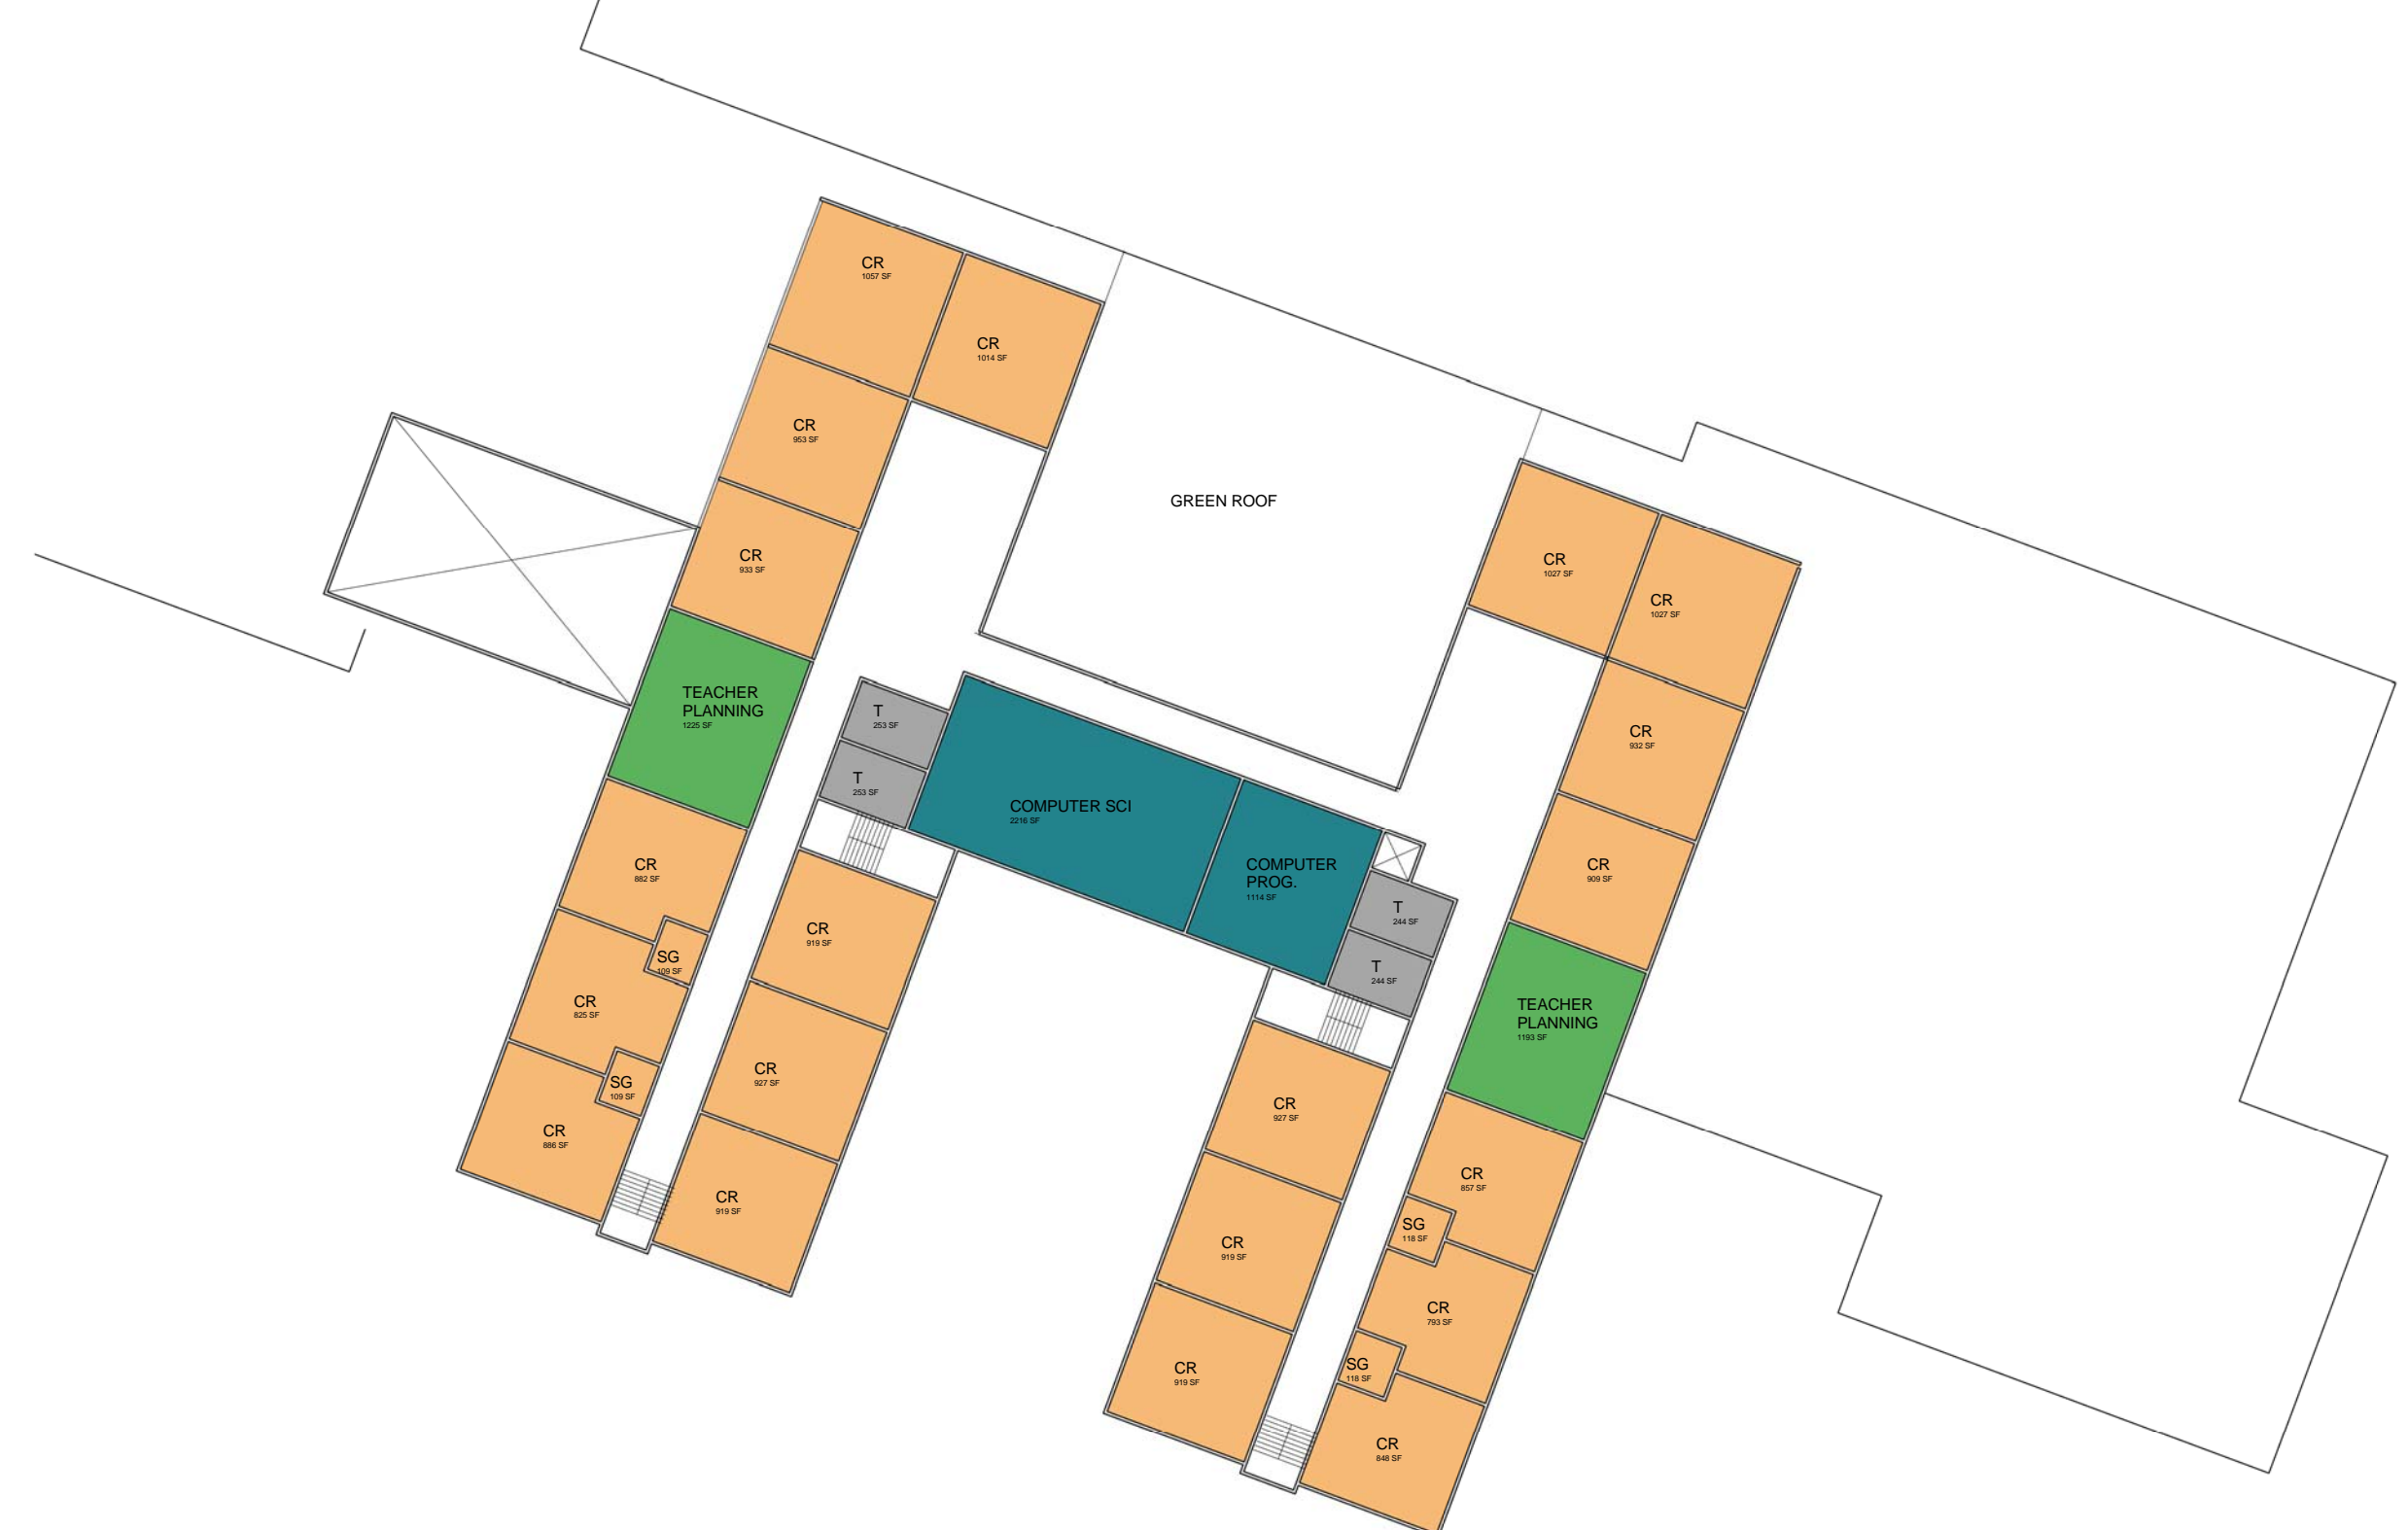 CR
1057 SF
CR
1014 SF
CR
953 SF
GREEN ROOF
CR
933 SF
CR
1027 SF
CR
1027 SF
TEACHER
PLANNING
1225 SF
T
253 SF
T
253 SF
CR
932 SF
COMPUTER SCI
2216 SF
COMPUTER
PROG.
1114 SF
CR
882 SF
CR
909 SF
T
244 SF
T
244 SF
CR
919 SF
SG
109 SF
CR
825 SF
TEACHER
PLANNING
1193 SF
CR
927 SF
SG
109 SF
CR
886 SF
CR
927 SF
CR
857 SF
CR
919 SF
SG
118 SF
CR
919 SF
CR
793 SF
SG
118 SF
CR
919 SF
CR
848 SF